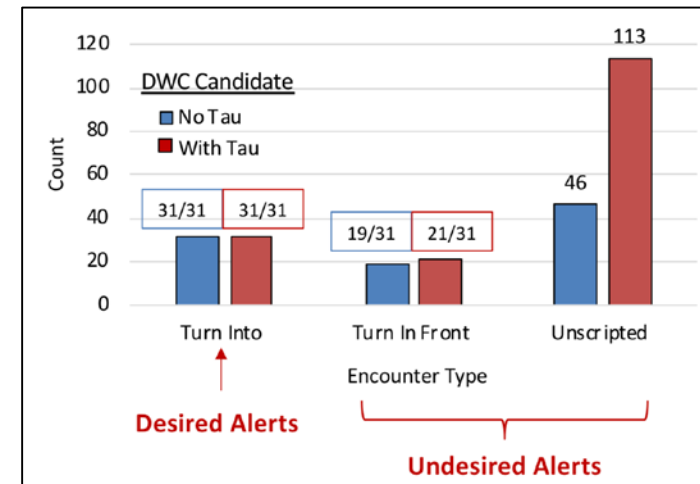 120
100
80
60
40
20
0
Count
DWC Candidate
No Tau
With Tau
31/31 31/31
19/31 21/31
46
113
Turn Into Turn In Front Unscripted
Encounter Type
Desired Alerts
Undesired Alerts